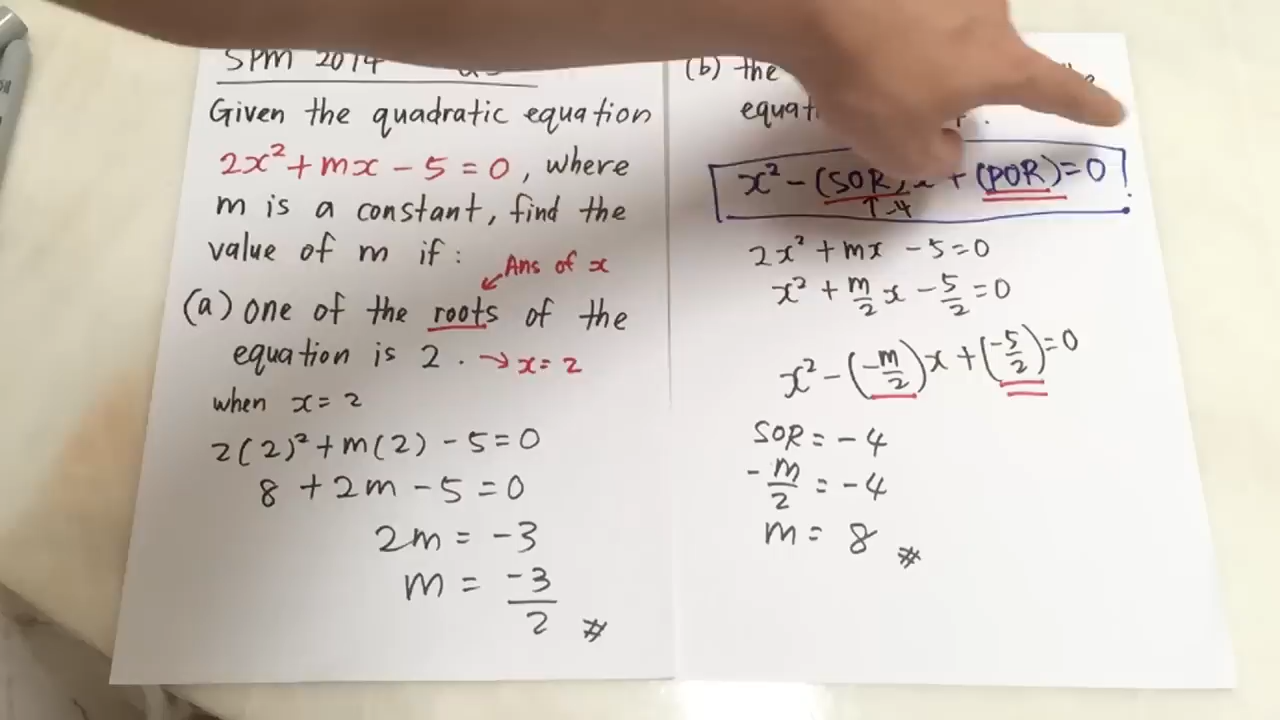 SPM 2014
Given the quadratic equation
2x² + mx - 5 = 0, where
m is a constant, find the
value of m if :
Ans of x
(a) one of the roots of the
equation is 2. → x = 2
when x = 2
2(2)² + m(2) - 5 = 0
8 + 2m - 5 = 0
2m = -3
m = -3/2 #
(b) the
x² - (SOR)x + (POR) = 0
↑ -4
2x² + mx - 5 = 0
x² + m/2 x - 5/2 = 0
x² - (-m/2)x + (-5/2) = 0
SOR = -4
-m/2 = -4
m = 8 #